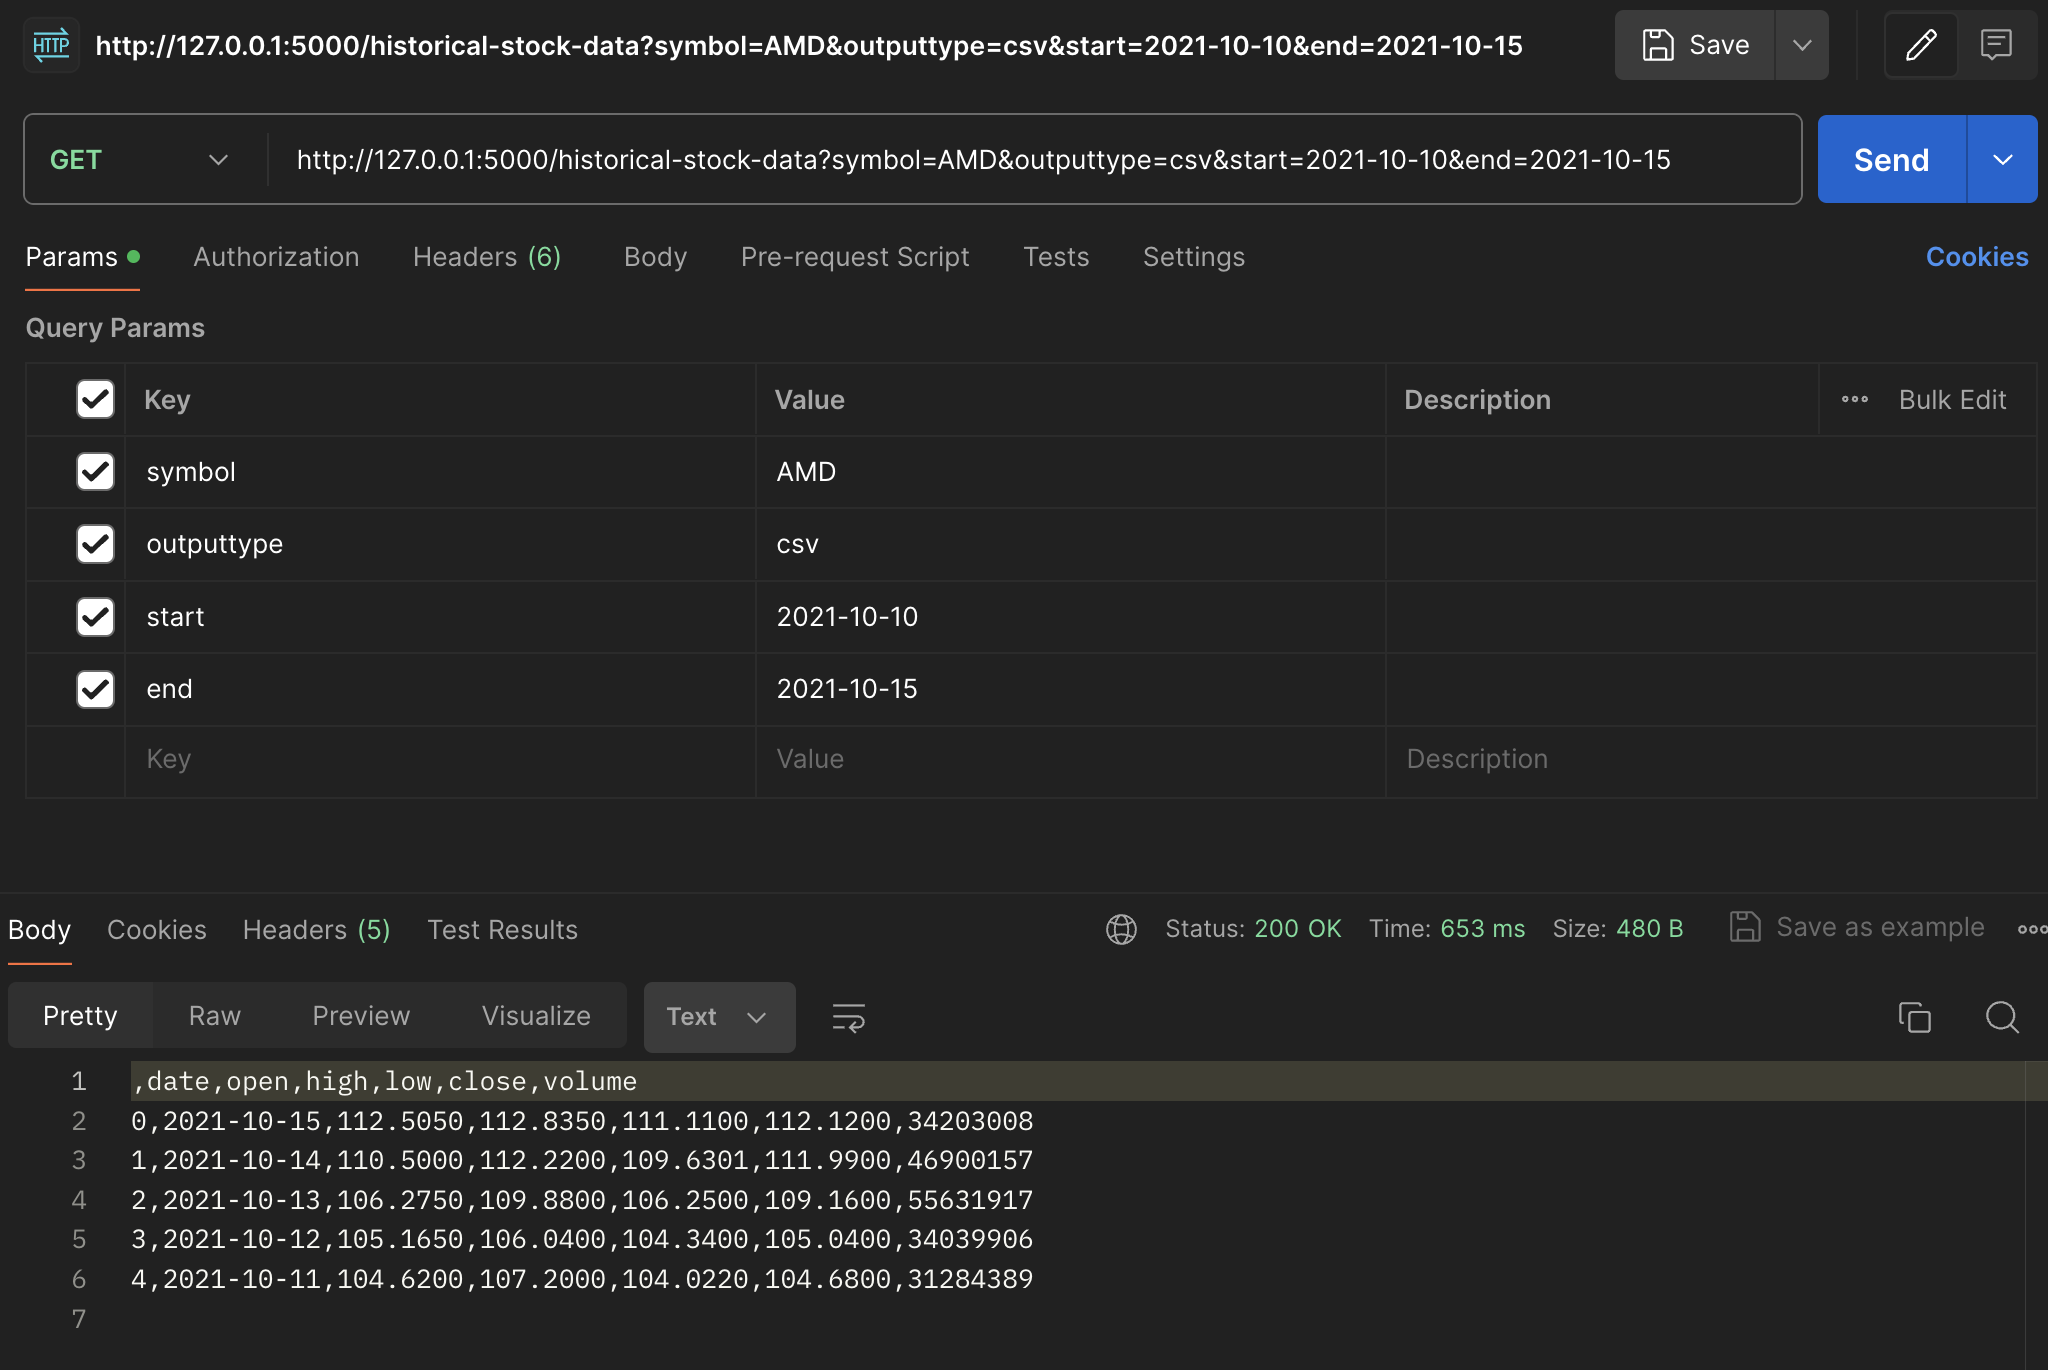 HTTP http://127.0.0.1:5000/historical-stock-data?symbol=AMD&outputtype=csv&start=2021-10-10&end=2021-10-15 Save
GET http://127.0.0.1:5000/historical-stock-data?symbol=AMD&outputtype=csv&start=2021-10-10&end=2021-10-15 Send
Params Authorization Headers (6) Body Pre-request Script Tests Settings Cookies
Query Params
Key Value Description Bulk Edit
symbol AMD
outputtype csv
start 2021-10-10
end 2021-10-15
Key Value Description
Body Cookies Headers (5) Test Results Status: 200 OK Time: 653 ms Size: 480 B Save as example
Pretty Raw Preview Visualize Text
1 ,date,open,high,low,close,volume
2 0,2021-10-15,112.5050,112.8350,111.1100,112.1200,34203008
3 1,2021-10-14,110.5000,112.2200,109.6301,111.9900,46900157
4 2,2021-10-13,106.2750,109.8800,106.2500,109.1600,55631917
5 3,2021-10-12,105.1650,106.0400,104.3400,105.0400,34039906
6 4,2021-10-11,104.6200,107.2000,104.0220,104.6800,31284389
7